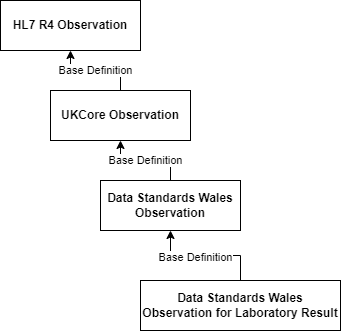 HL7 R4 Observation
Base Definition
UKCore Observation
Base Definition
Data Standards Wales
Observation
Base Definition
Data Standards Wales
Observation for Laboratory Result